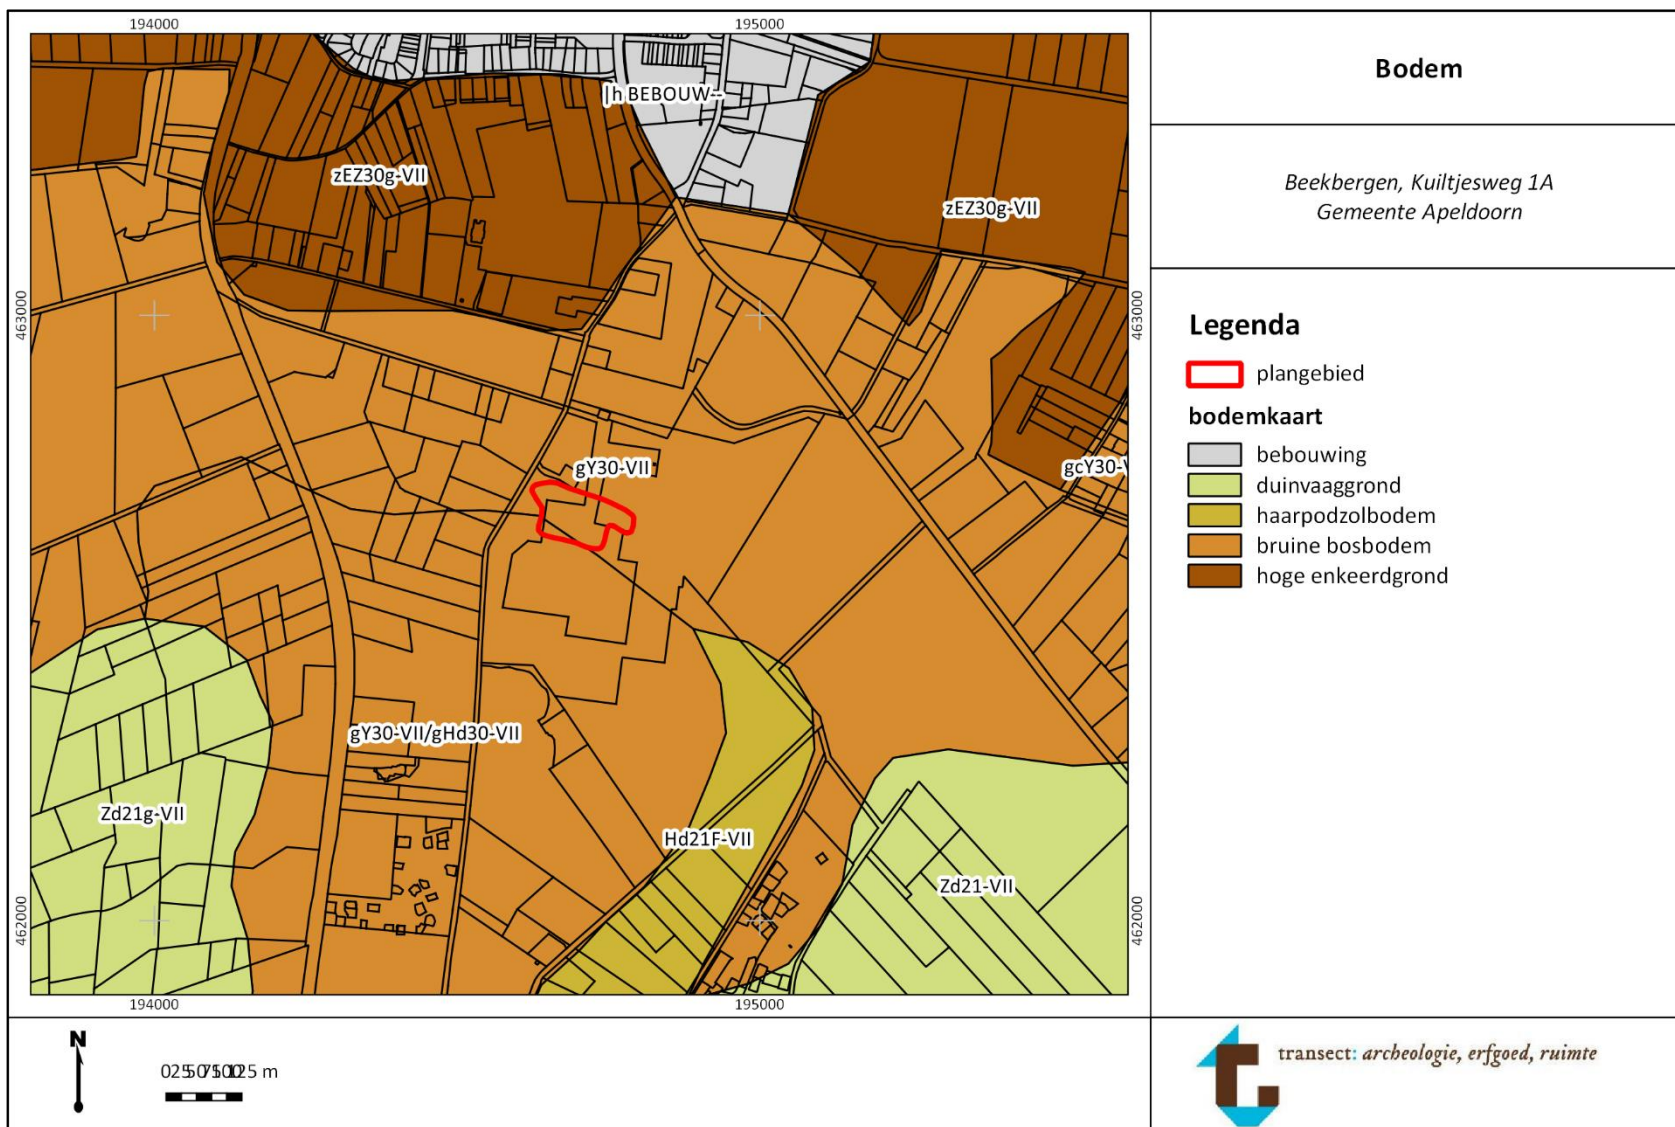 194000
195000
Bodem
|h BEBOUW--
zEZ30g-VII
zEZ30g-VII
Beekbergen, Kuiltjesweg 1A
Gemeente Apeldoorn
463000
463000
Legenda
plangebied
bodemkaart
bebouwing
duinvaaggrond
haarpodzolbodem
bruine bosbodem
hoge enkeerdgrond
gY30-VII
gcY30-V
gY30-VII/gHd30-VII
Zd21g-VII
Hd21F-VII
Zd21-VII
462000
462000
194000
195000
N
0255075100125 m
transect: archeologie, erfgoed, ruimte